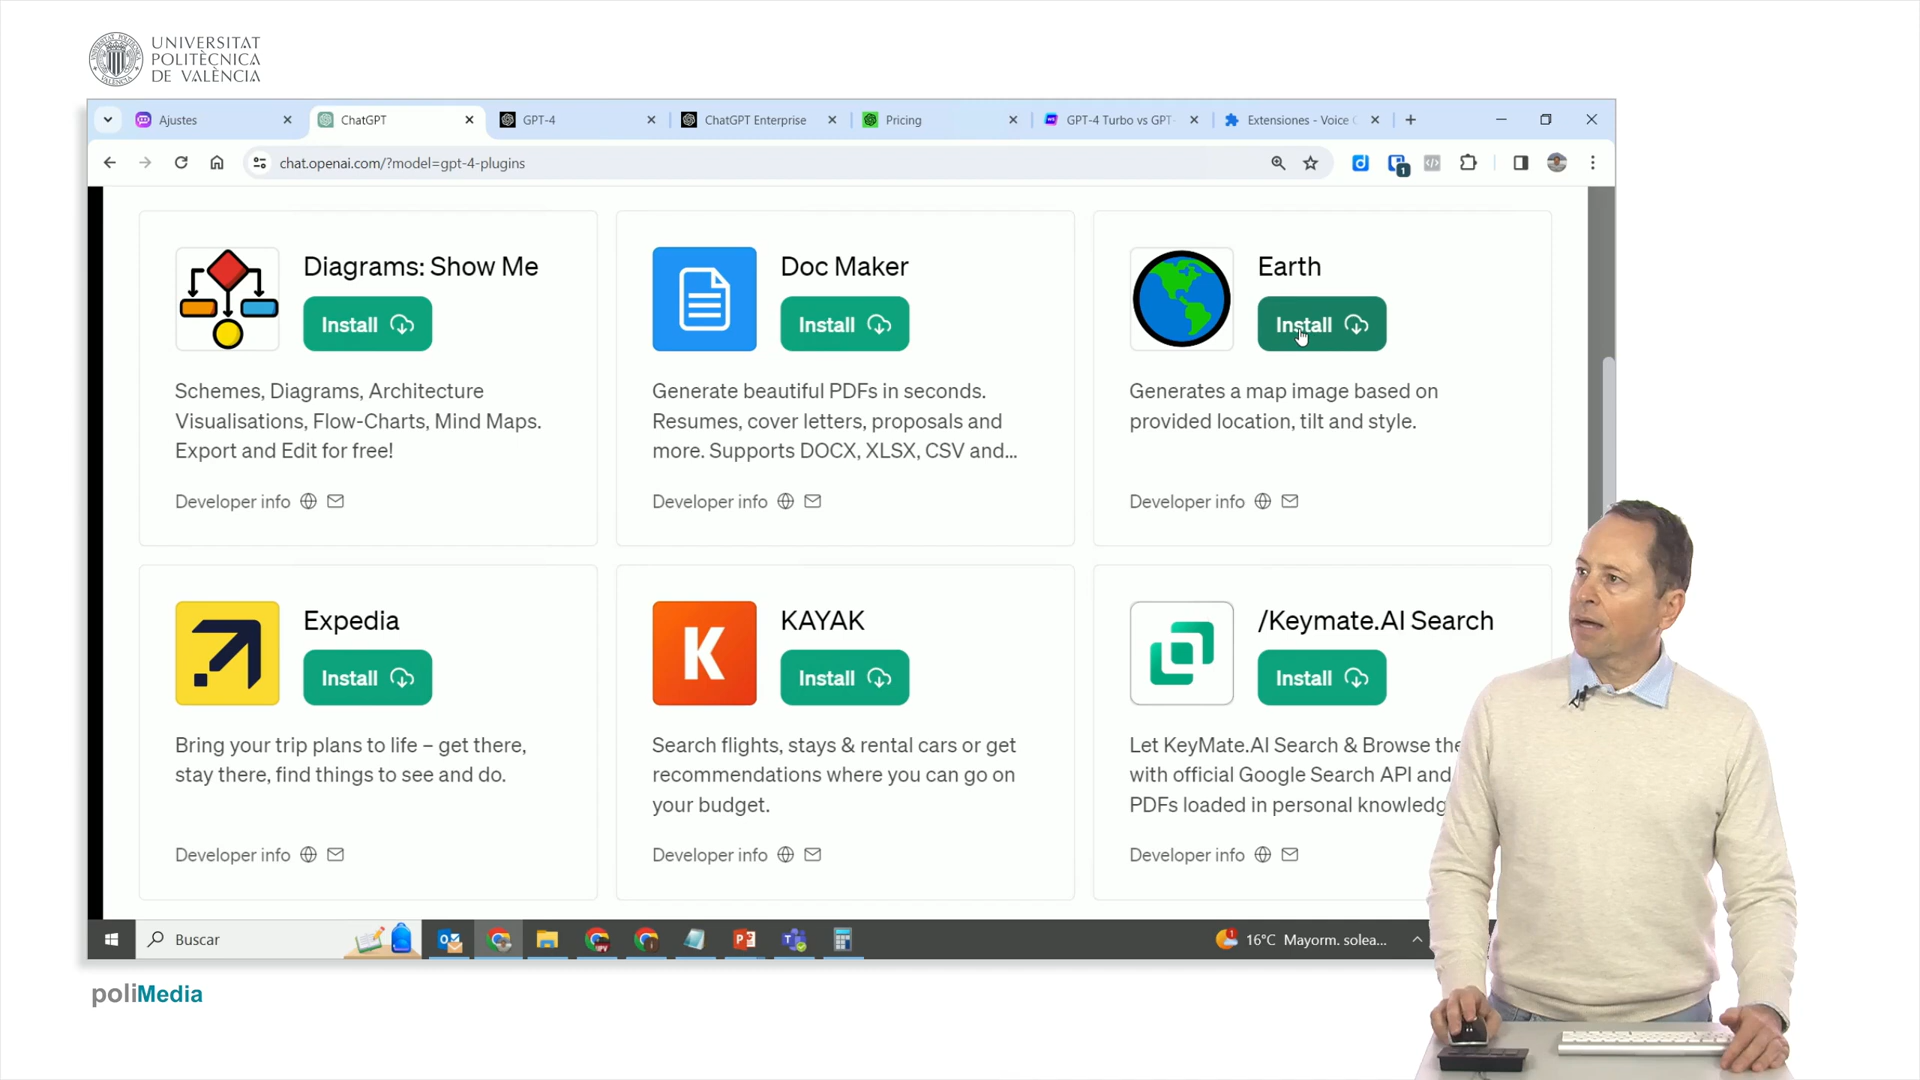 UNIVERSITAT
POLITÈCNICA
DE VALÈNCIA
Ajustes
ChatGPT
GPT-4
ChatGPT Enterprise
Pricing
GPT-4 Turbo vs GPT-
Extensiones - Voice
chat.openai.com/?model=gpt-4-plugins
1
Diagrams: Show Me
Install
Schemes, Diagrams, Architecture
Visualisations, Flow-Charts, Mind Maps.
Export and Edit for free!
Developer info
Doc Maker
Install
Generate beautiful PDFs in seconds.
Resumes, cover letters, proposals and
more. Supports DOCX, XLSX, CSV and...
Developer info
Earth
Install
Generates a map image based on
provided location, tilt and style.
Developer info
Expedia
Install
Bring your trip plans to life – get there,
stay there, find things to see and do.
Developer info
K
KAYAK
Install
Search flights, stays & rental cars or get
recommendations where you can go on
your budget.
Developer info
/Keymate.AI Search
Install
Let KeyMate.AI Search & Browse the
with official Google Search API and
PDFs loaded in personal knowledg
Developer info
Buscar
1
16°C Mayorm. solea...
poliMedia